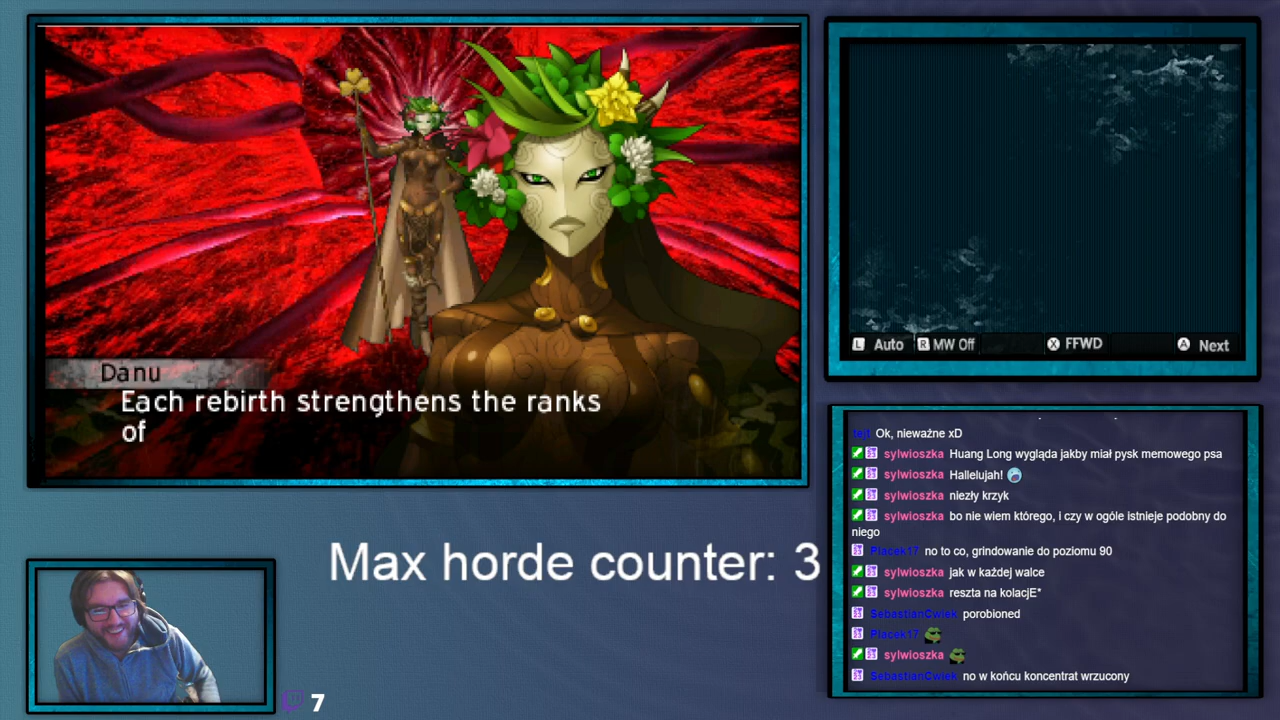 Danu
Each rebirth strengthens the ranks
of
L Auto R MW Off X FFWD A Next
tejt Ok, nieważne xD
sylwioszka Huang Long wygląda jakby miał pysk memowego psa
sylwioszka Hallelujah!
sylwioszka niezły krzyk
sylwioszka bo nie wiem którego, i czy w ogóle istnieje podobny do
niego
Placek17 no to co, grindowanie do poziomu 90
sylwioszka jak w każdej walce
sylwioszka reszta na kolacjE*
SebastianCwiek porobioned
Placek17
sylwioszka
SebastianCwiek no w końcu koncentrat wrzucony
Max horde counter: 3
7